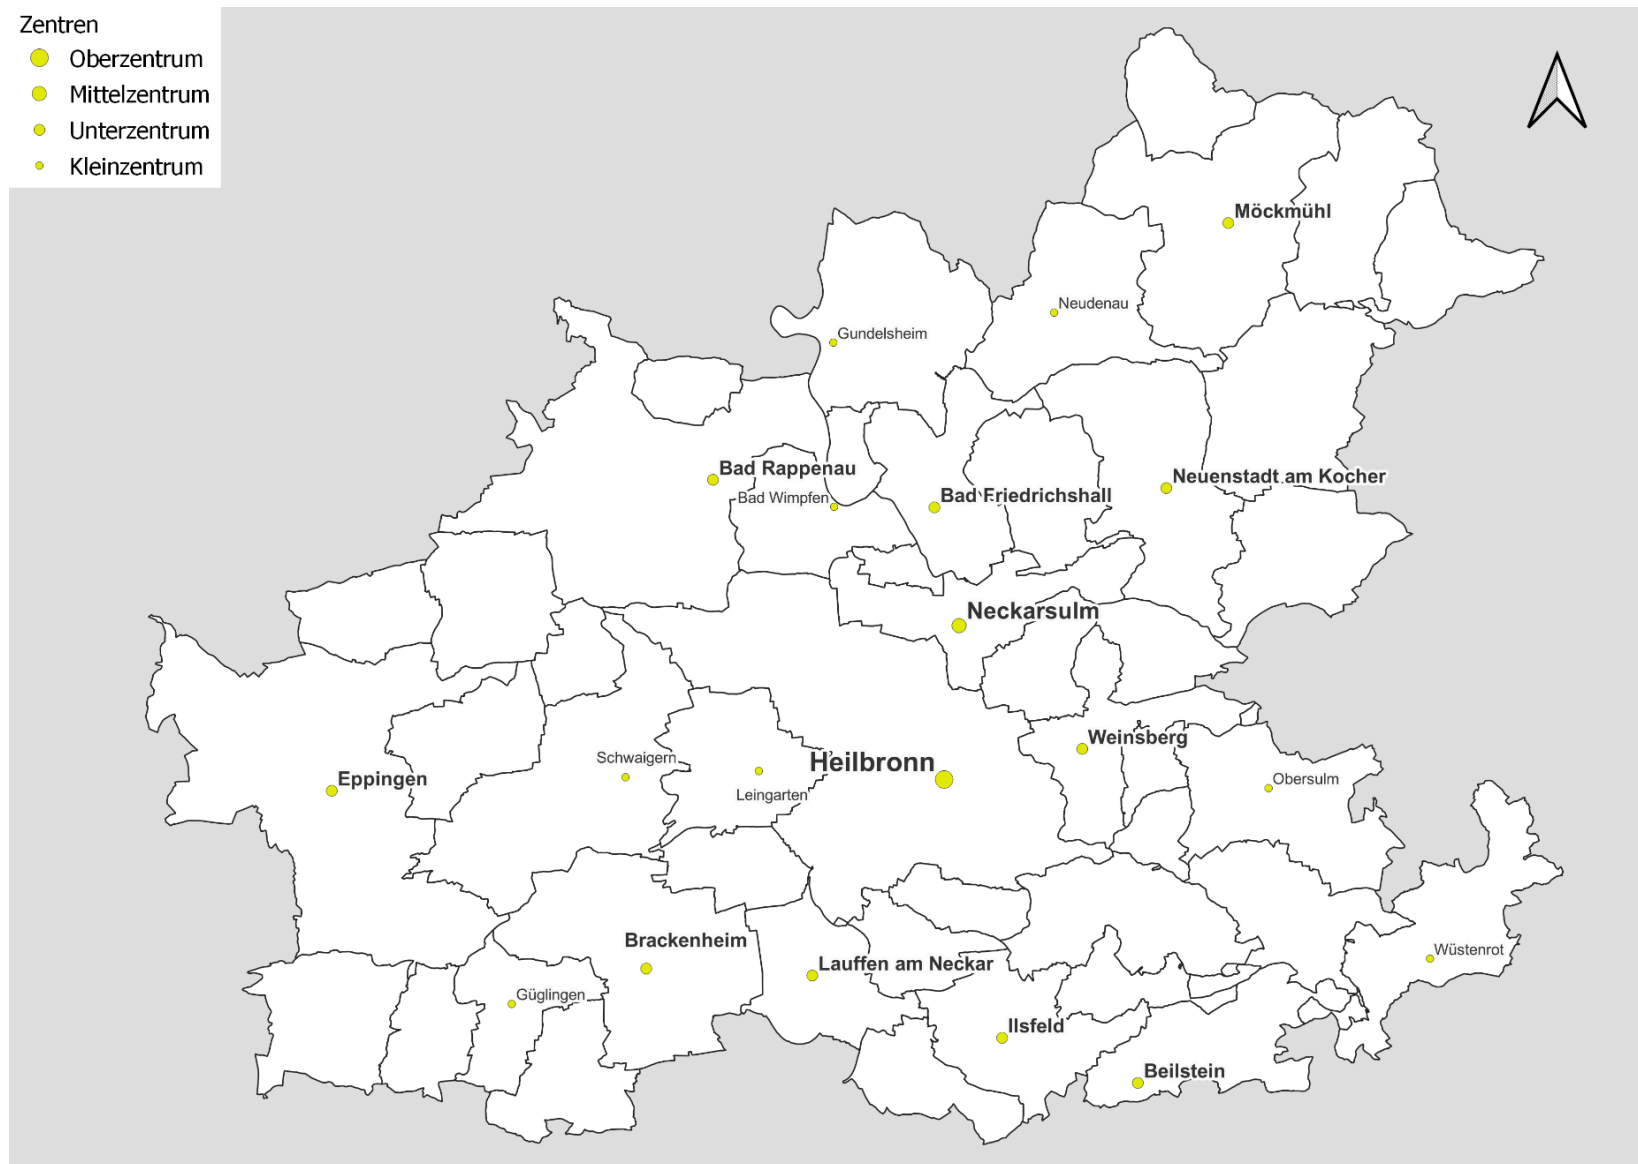 Zentren
Oberzentrum
Mittelzentrum
Unterzentrum
Kleinzentrum
Möckmühl
Neudenau
Gundelsheim
Bad Rappenau
Neuenstadt am Kocher
Bad Wimpfen
Bad Friedrichshall
Neckarsulm
Weinsberg
Schwaigern
Heilbronn
Eppingen
Obersulm
Leingarten
Brackenheim
Wüstenrot
Lauffen am Neckar
Güglingen
Ilsfeld
Beilstein